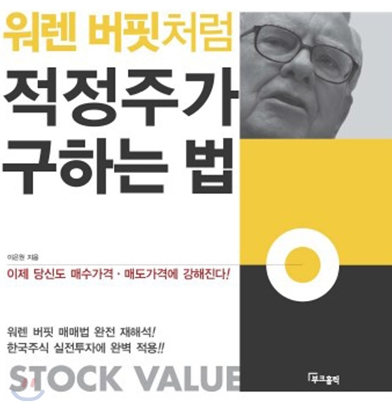 워렌 버핏처럼
적정주가
구하는 법
이은원 지음
이제 당신도 매수가격·매도가격에 강해진다!
워렌 버핏 매매법 완전 재해석!
한국주식 실전투자에 완벽 적용!!
STOCK VALUE
부크홀릭